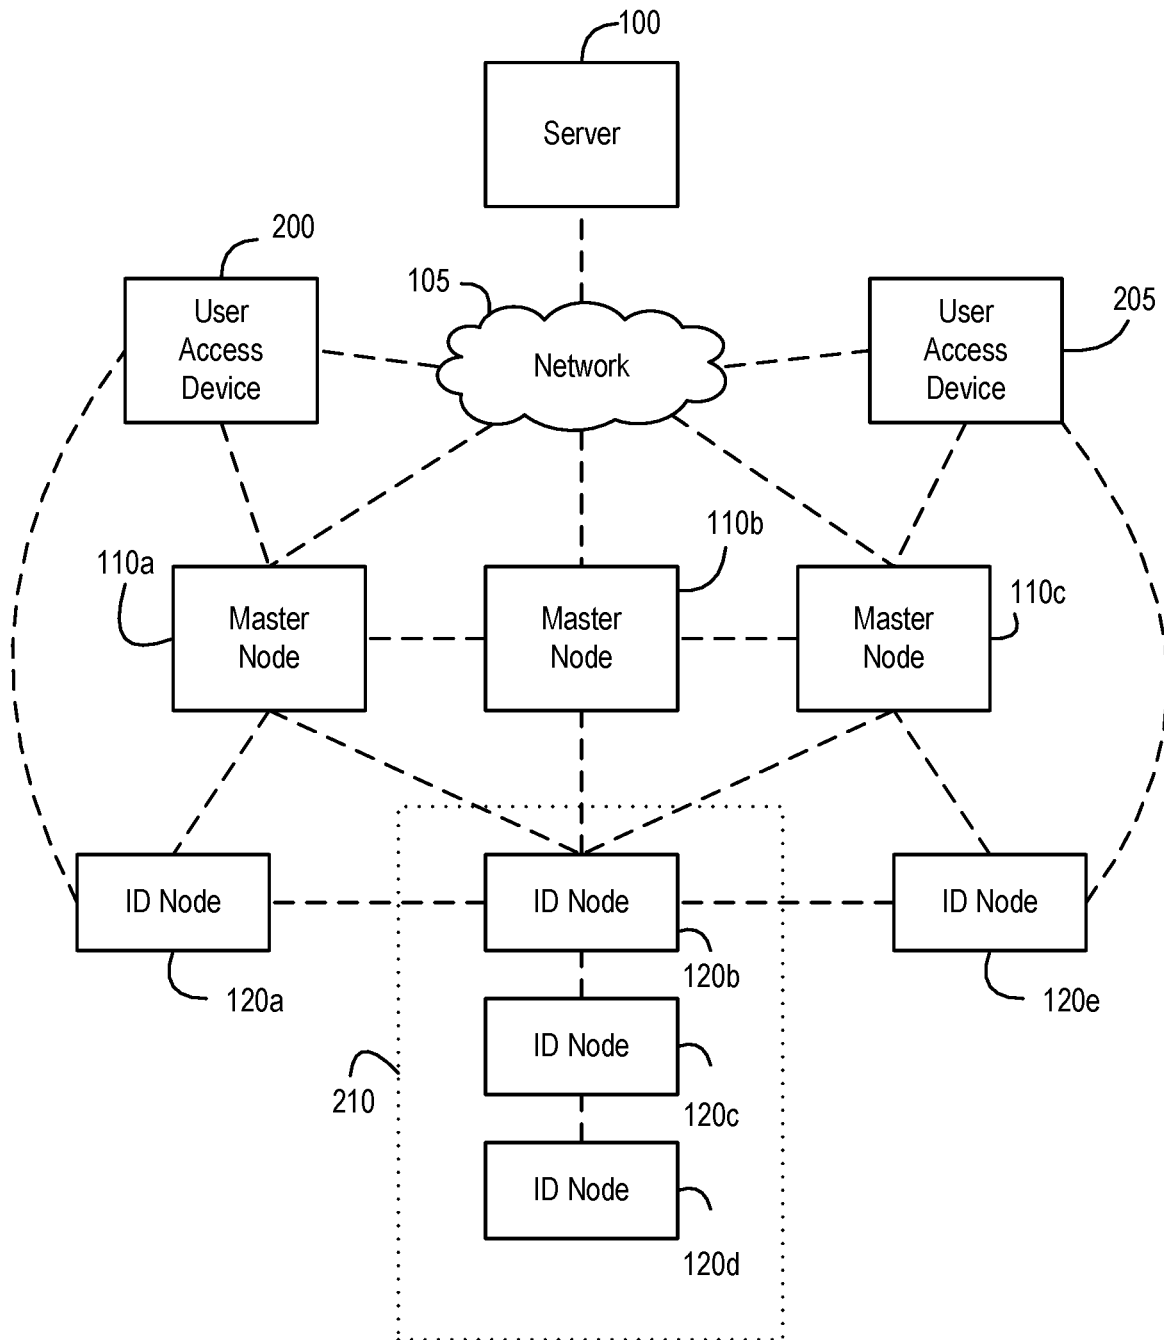 100
Server
200
User
Access
Device
105
Network
User
Access
Device
205
110a
Master
Node
110b
Master
Node
110c
Master
Node
ID Node
120a
ID Node
120b
ID Node
120e
ID Node
120c
210
ID Node
120d